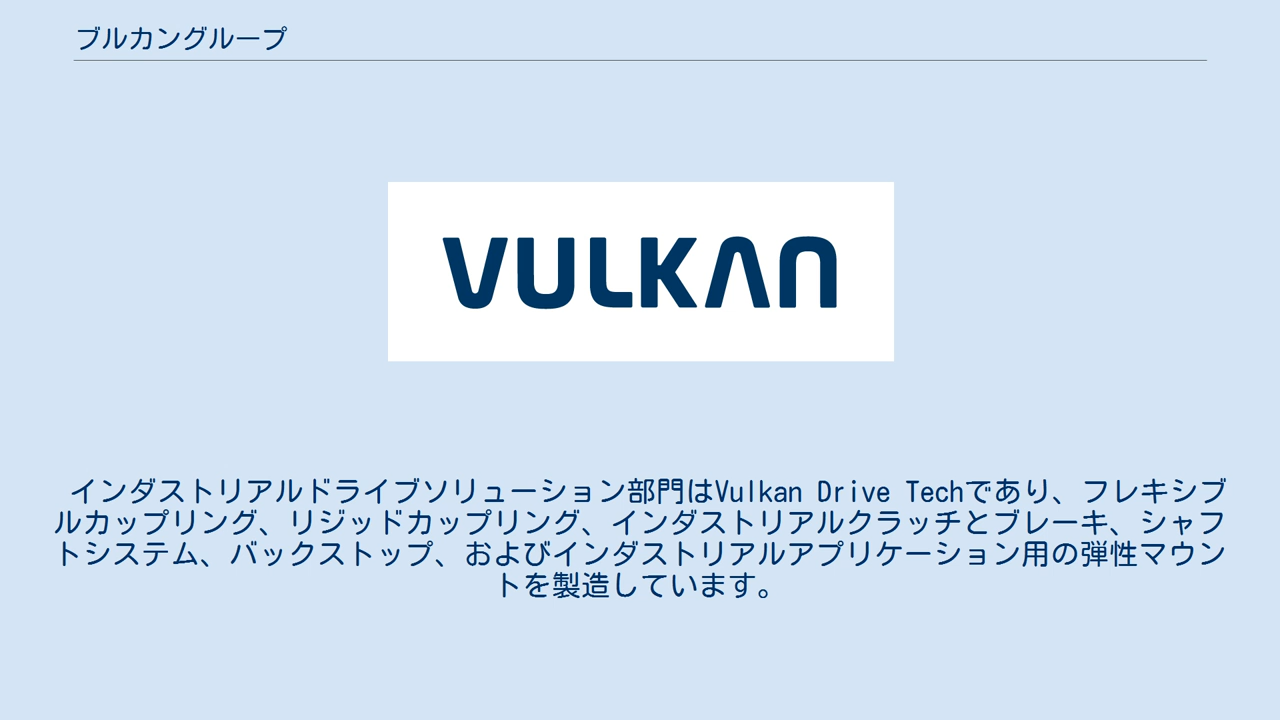 ブルカングループ
VULKAN
インダストリアルドライブソリューション部門はVulkan Drive Techであり、フレキシブ
ルカップリング、リジッドカップリング、インダストリアルクラッチとブレーキ、シャフ
トシステム、バックストップ、およびインダストリアルアプリケーション用の弾性マウン
トを製造しています。